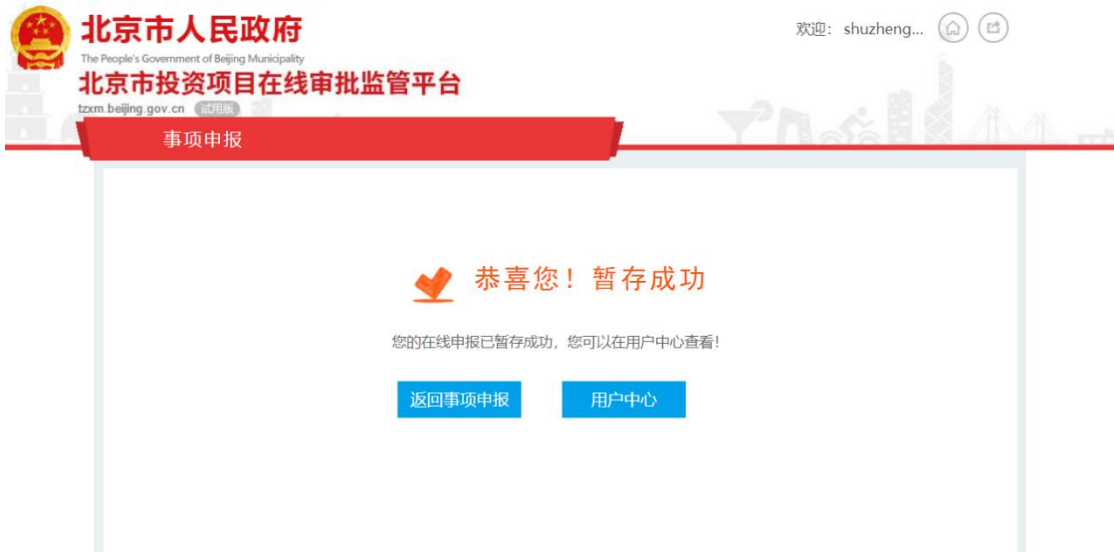 北京市人民政府
The People's Government of Beijing Municipality
北京市投资项目在线审批监管平台
tzxm.beijing.gov.cn 试用版
欢迎：shuzheng...
事项申报
恭喜您！暂存成功
您的在线申报已暂存成功，您可以在用户中心查看！
返回事项申报 用户中心